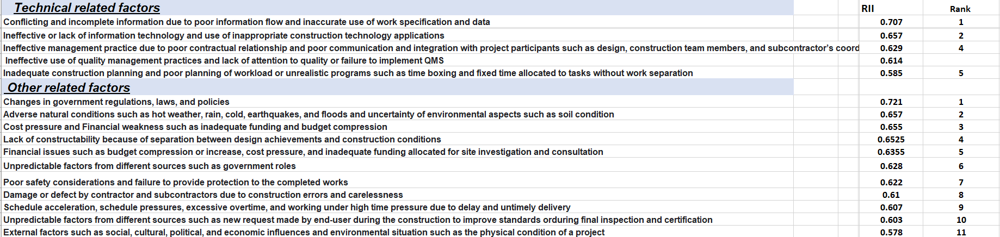 Technical related factors RII Rank
Conflicting and incomplete information due to poor information flow and inaccurate use of work specification and data 0.707 1
Ineffective or lack of information technology and use of inappropriate construction technology applications 0.657 2
Ineffective management practice due to poor contractual relationship and poor communication and integration with project participants such as design, construction team members, and subcontractor’s coord 0.629 4
Ineffective use of quality management practices and lack of attention to quality or failure to implement QMS 0.614
Inadequate construction planning and poor planning of workload or unrealistic programs such as time boxing and fixed time allocated to tasks without work separation 0.585 5
Other related factors
Changes in government regulations, laws, and policies 0.721 1
Adverse natural conditions such as hot weather, rain, cold, earthquakes, and floods and uncertainty of environmental aspects such as soil condition 0.657 2
Cost pressure and Financial weakness such as inadequate funding and budget compression 0.655 3
Lack of constructability because of separation between design achievements and construction conditions 0.6525 4
Financial issues such as budget compression or increase, cost pressure, and inadequate funding allocated for site investigation and consultation 0.6355 5
Unpredictable factors from different sources such as government roles 0.628 6
Poor safety considerations and failure to provide protection to the completed works 0.622 7
Damage or defect by contractor and subcontractors due to construction errors and carelessness 0.61 8
Schedule acceleration, schedule pressures, excessive overtime, and working under high time pressure due to delay and untimely delivery 0.607 9
Unpredictable factors from different sources such as new request made by end-user during the construction to improve standards orduring final inspection and certification 0.603 10
External factors such as social, cultural, political, and economic influences and environmental situation such as the physical condition of a project 0.578 11